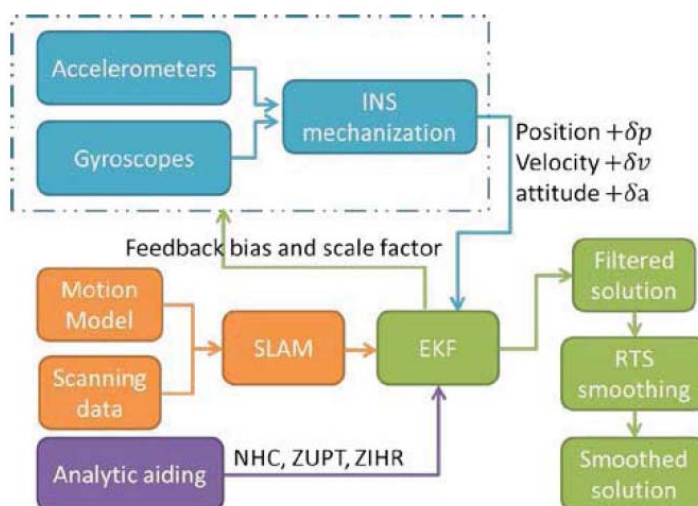 Accelerometers
Gyroscopes
INS
mechanization
Position +δp
Velocity +δv
attitude +δa
Feedback bias and scale factor
Motion
Model
Scanning
data
SLAM
EKF
Filtered
solution
RTS
smoothing
Smoothed
solution
Analytic aiding
NHC, ZUPT, ZIHR